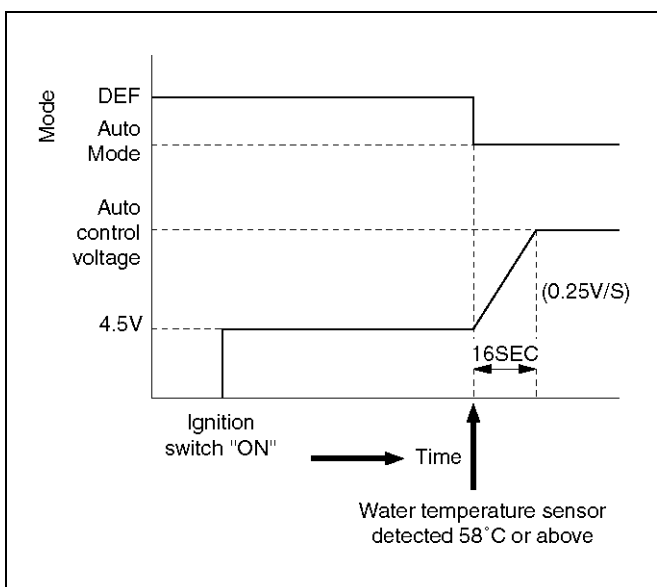 Mode
DEF
Auto
Mode
Auto
control
voltage
(0.25V/S)
4.5V
16SEC
Ignition
switch "ON"
Time
Water temperature sensor
detected 58˚C or above